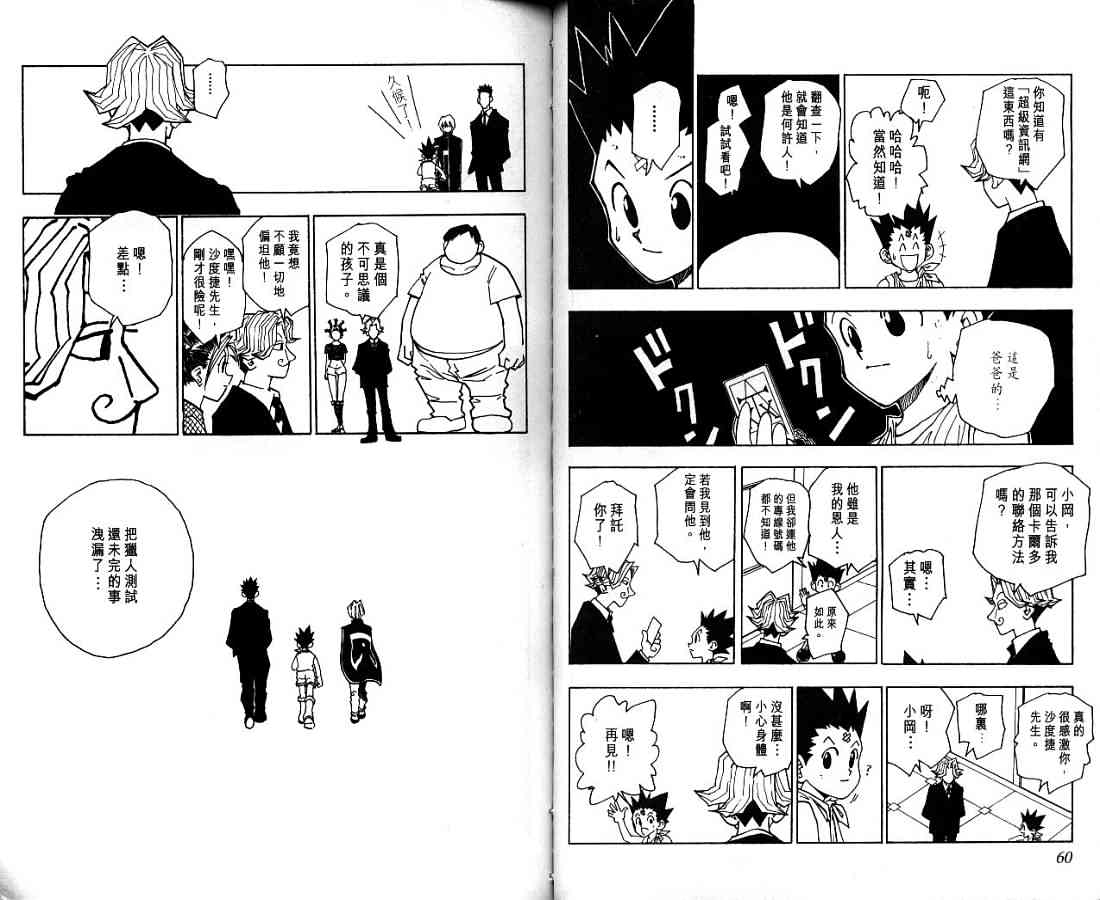 你知道有
「超級資訊網」
這東西嗎？
呃！
哈哈哈！
當然知道！
翻查一下，
就會知道
他是何許人！
嗯！
試試看吧！
……
這是
爸爸的…
ドクン
ドクン
小岡，
可以告訴我
那個卡爾多
的聯絡方法
嗎？
嗯…
其實…
他雖是
我的恩人…
但我卻連他
的專線號碼
都不知道！
原來
如此。
若我見到他，
定會問他。
拜託
你了！
真的
很感激你，
沙度捷
先生。
哪裏…
呀！
小岡…
?
沒甚麼…
小心身體
啊！
嗯！
再見!!
60
久候了
……
真是個
不可思議
的孩子。
我竟想
不顧一切地
偏坦他！
嘿嘿！
沙度捷先生，
剛才很險呢！
嗯！
差點…
把獵人測試
還未完的事
洩漏了…